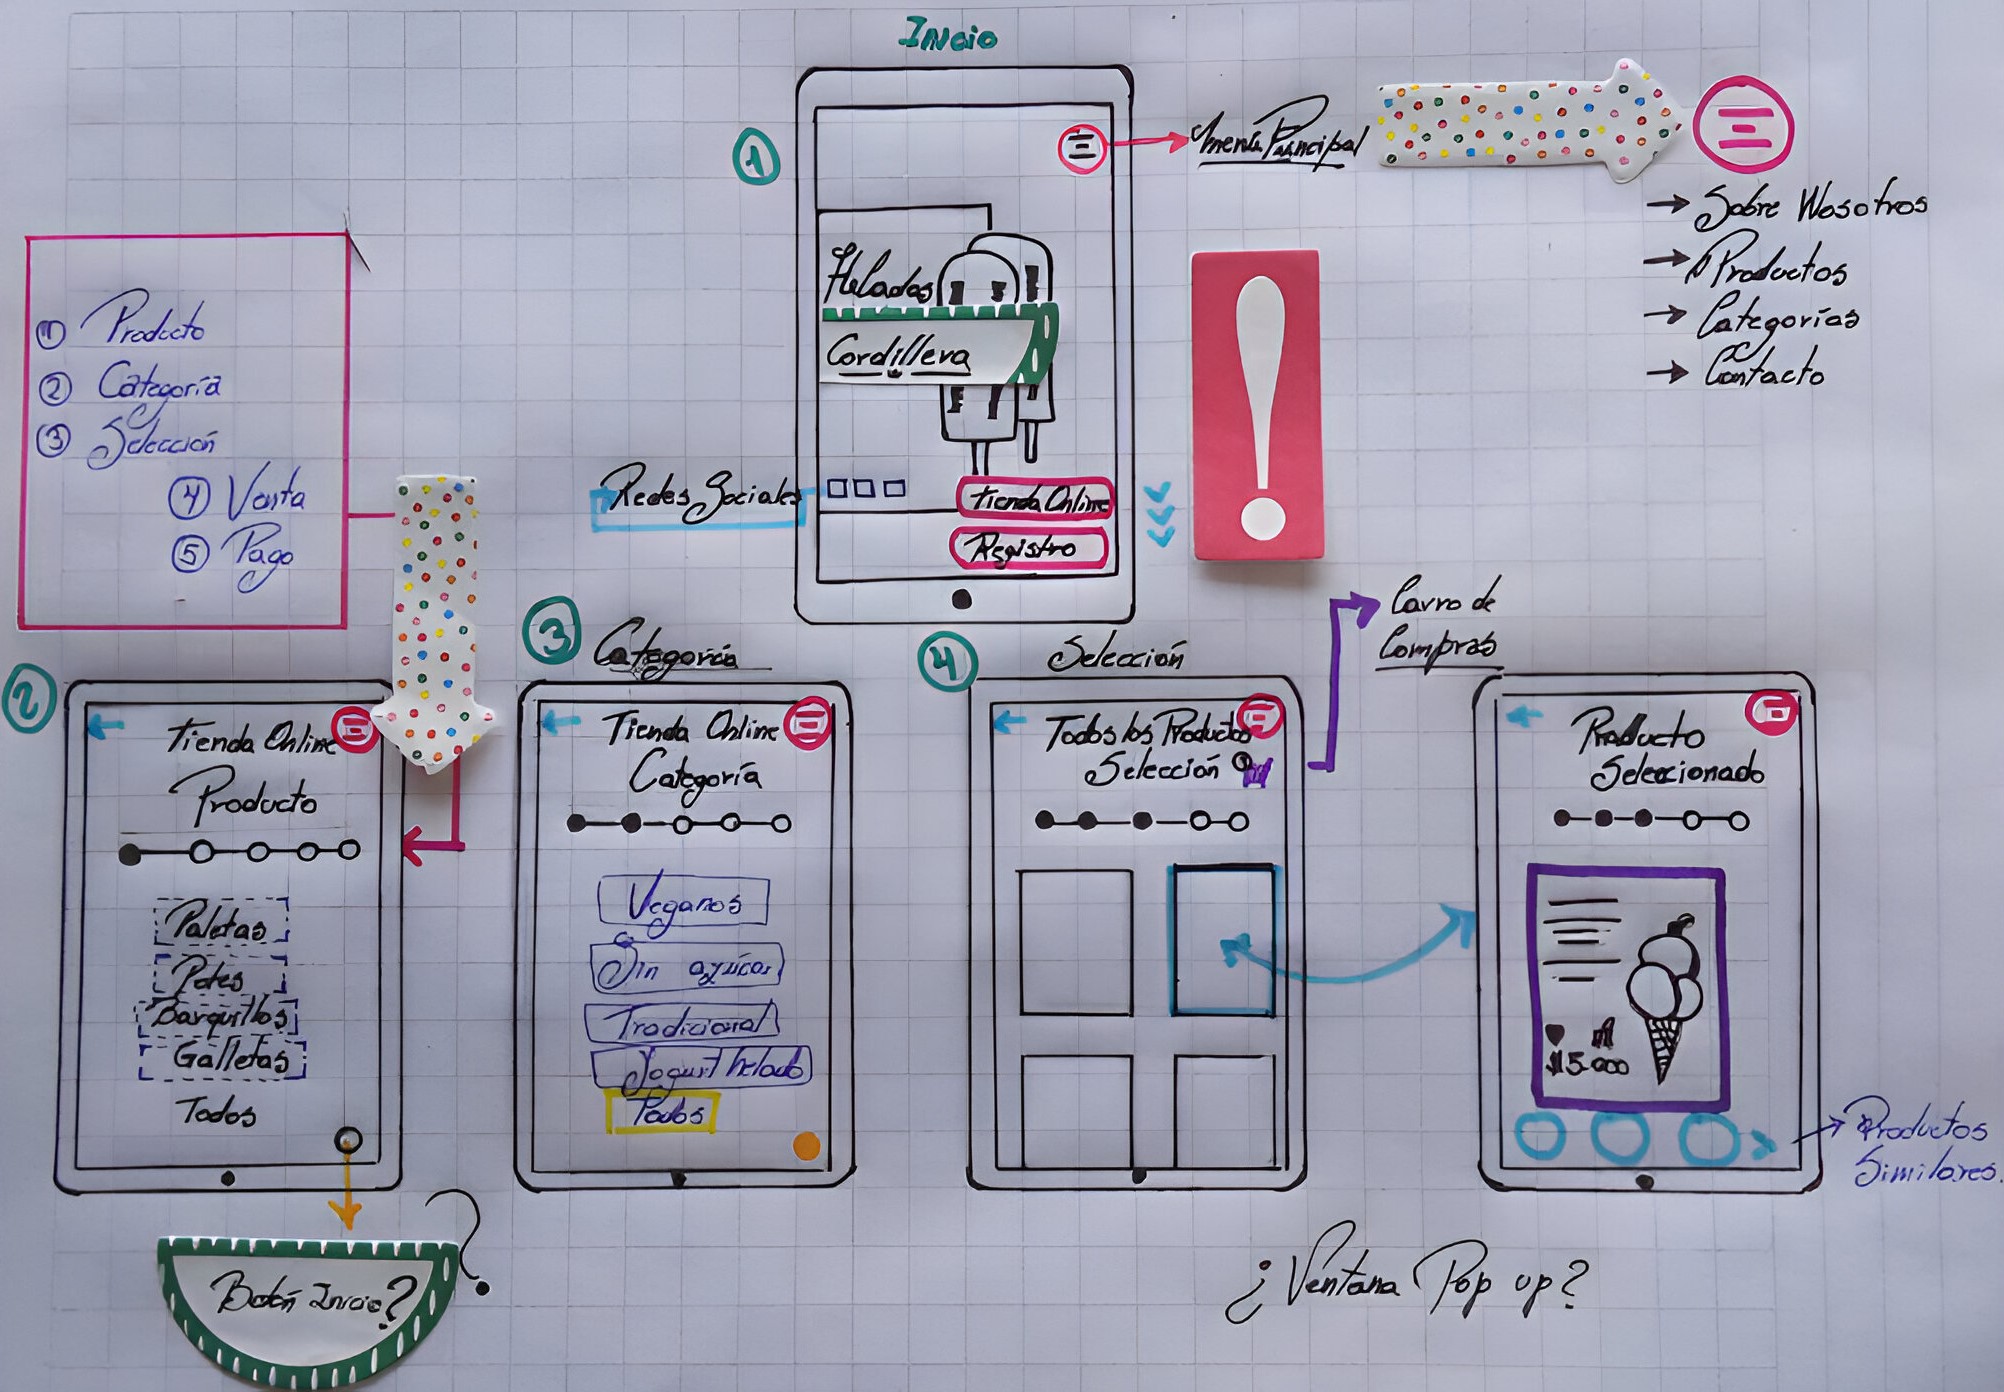 Inicio
1
Menú Principal
→ Sobre Nosotros
→ Productos
→ Categorías
→ Contacto
Helados
Cordillera
Redes Sociales
Tienda Online
Registro
1 Producto
2 Categoría
3 Selección
4 Venta
5 Pago
2
Tienda Online
Producto
Paletas
Potes
Barquillos
Galletas
Todos
Botón Inicio?
?
3
Categoría
Tienda Online
Categoría
Veganos
Sin azúcar
Tradicional
Yogurt helado
Todos
4
Selección
Carro de
Compras
Todos los Productos
Selección
Producto
Seleccionado
$15.000
Productos
Similares.
¿Ventana Pop up?